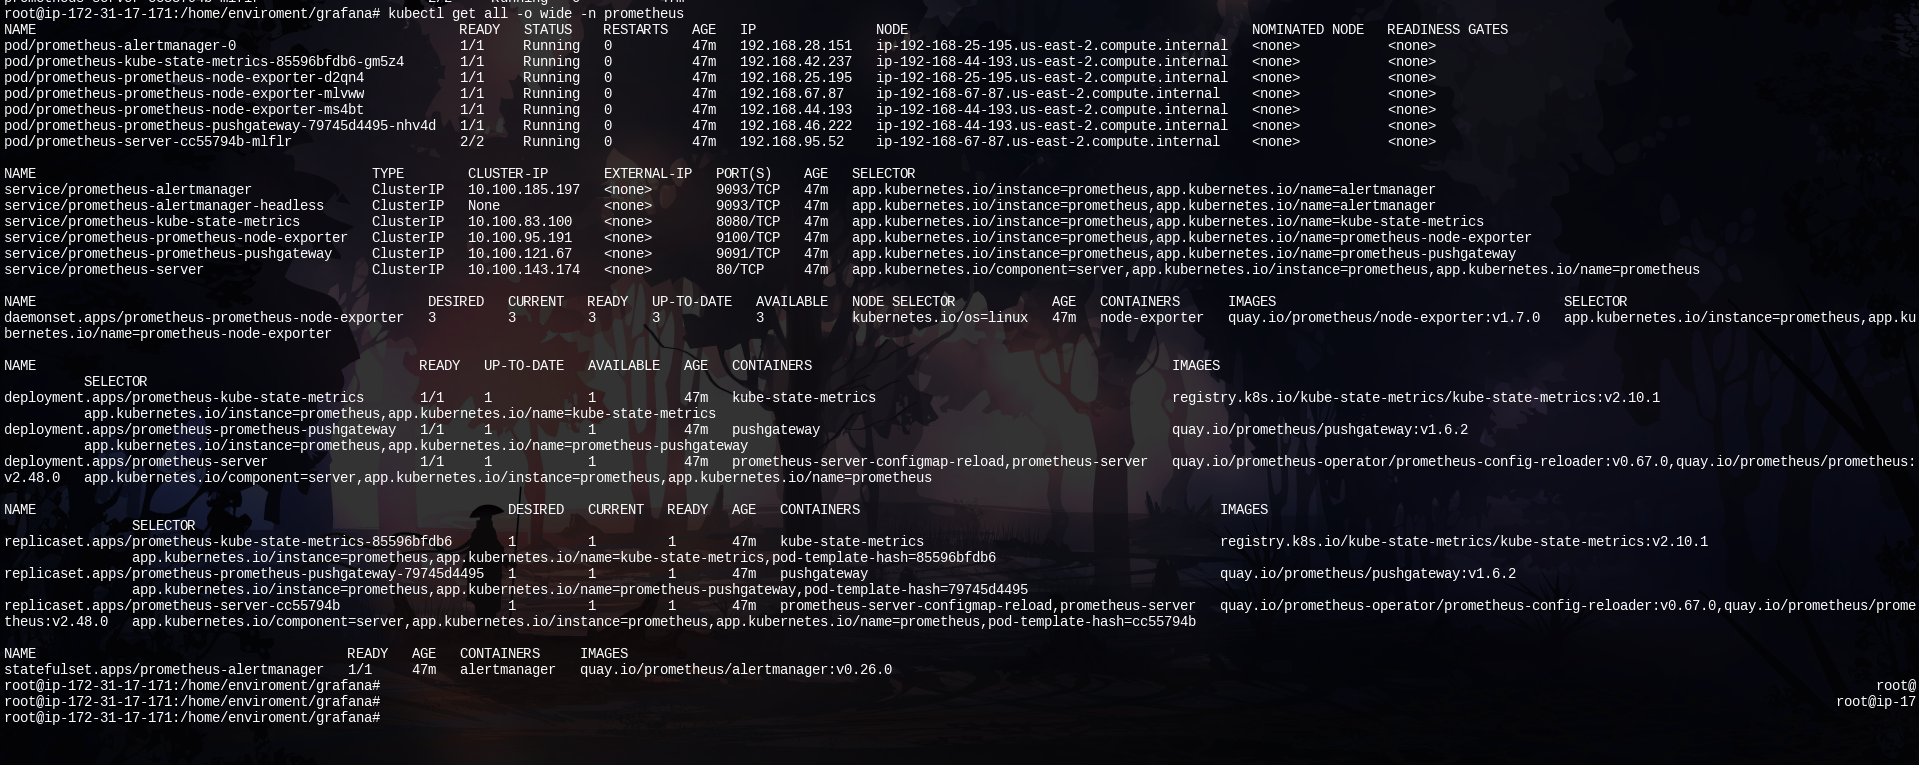 root@ip-172-31-17-171:/home/enviroment/grafana# kubectl get all -o wide -n prometheus
NAME READY STATUS RESTARTS AGE IP NODE NOMINATED NODE READINESS GATES
pod/prometheus-alertmanager-0 1/1 Running 0 47m 192.168.28.151 ip-192-168-25-195.us-east-2.compute.internal <none> <none>
pod/prometheus-kube-state-metrics-85596bfdb6-gm5z4 1/1 Running 0 47m 192.168.42.237 ip-192-168-44-193.us-east-2.compute.internal <none> <none>
pod/prometheus-prometheus-node-exporter-d2qn4 1/1 Running 0 47m 192.168.25.195 ip-192-168-25-195.us-east-2.compute.internal <none> <none>
pod/prometheus-prometheus-node-exporter-mlvww 1/1 Running 0 47m 192.168.67.87 ip-192-168-67-87.us-east-2.compute.internal <none> <none>
pod/prometheus-prometheus-node-exporter-ms4bt 1/1 Running 0 47m 192.168.44.193 ip-192-168-44-193.us-east-2.compute.internal <none> <none>
pod/prometheus-prometheus-pushgateway-79745d4495-nhv4d 1/1 Running 0 47m 192.168.46.222 ip-192-168-44-193.us-east-2.compute.internal <none> <none>
pod/prometheus-server-cc55794b-mlflr 2/2 Running 0 47m 192.168.95.52 ip-192-168-67-87.us-east-2.compute.internal <none> <none>
NAME TYPE CLUSTER-IP EXTERNAL-IP PORT(S) AGE SELECTOR
service/prometheus-alertmanager ClusterIP 10.100.185.197 <none> 9093/TCP 47m app.kubernetes.io/instance=prometheus,app.kubernetes.io/name=alertmanager
service/prometheus-alertmanager-headless ClusterIP None <none> 9093/TCP 47m app.kubernetes.io/instance=prometheus,app.kubernetes.io/name=alertmanager
service/prometheus-kube-state-metrics ClusterIP 10.100.83.100 <none> 8080/TCP 47m app.kubernetes.io/instance=prometheus,app.kubernetes.io/name=kube-state-metrics
service/prometheus-prometheus-node-exporter ClusterIP 10.100.95.191 <none> 9100/TCP 47m app.kubernetes.io/instance=prometheus,app.kubernetes.io/name=prometheus-node-exporter
service/prometheus-prometheus-pushgateway ClusterIP 10.100.121.67 <none> 9091/TCP 47m app.kubernetes.io/instance=prometheus,app.kubernetes.io/name=prometheus-pushgateway
service/prometheus-server ClusterIP 10.100.143.174 <none> 80/TCP 47m app.kubernetes.io/component=server,app.kubernetes.io/instance=prometheus,app.kubernetes.io/name=prometheus
NAME DESIRED CURRENT READY UP-TO-DATE AVAILABLE NODE SELECTOR AGE CONTAINERS IMAGES SELECTOR
daemonset.apps/prometheus-prometheus-node-exporter 3 3 3 3 3 kubernetes.io/os=linux 47m node-exporter quay.io/prometheus/node-exporter:v1.7.0 app.kubernetes.io/instance=prometheus,app.ku
bernetes.io/name=prometheus-node-exporter
NAME READY UP-TO-DATE AVAILABLE AGE CONTAINERS IMAGES
SELECTOR
deployment.apps/prometheus-kube-state-metrics 1/1 1 1 47m kube-state-metrics registry.k8s.io/kube-state-metrics/kube-state-metrics:v2.10.1
app.kubernetes.io/instance=prometheus,app.kubernetes.io/name=kube-state-metrics
deployment.apps/prometheus-prometheus-pushgateway 1/1 1 1 47m pushgateway quay.io/prometheus/pushgateway:v1.6.2
app.kubernetes.io/instance=prometheus,app.kubernetes.io/name=prometheus-pushgateway
deployment.apps/prometheus-server 1/1 1 1 47m prometheus-server-configmap-reload,prometheus-server quay.io/prometheus-operator/prometheus-config-reloader:v0.67.0,quay.io/prometheus/prometheus:
v2.48.0 app.kubernetes.io/component=server,app.kubernetes.io/instance=prometheus,app.kubernetes.io/name=prometheus
NAME DESIRED CURRENT READY AGE CONTAINERS IMAGES
SELECTOR
replicaset.apps/prometheus-kube-state-metrics-85596bfdb6 1 1 1 47m kube-state-metrics registry.k8s.io/kube-state-metrics/kube-state-metrics:v2.10.1
app.kubernetes.io/instance=prometheus,app.kubernetes.io/name=kube-state-metrics,pod-template-hash=85596bfdb6
replicaset.apps/prometheus-prometheus-pushgateway-79745d4495 1 1 1 47m pushgateway quay.io/prometheus/pushgateway:v1.6.2
app.kubernetes.io/instance=prometheus,app.kubernetes.io/name=prometheus-pushgateway,pod-template-hash=79745d4495
replicaset.apps/prometheus-server-cc55794b 1 1 1 47m prometheus-server-configmap-reload,prometheus-server quay.io/prometheus-operator/prometheus-config-reloader:v0.67.0,quay.io/prometheus/prome
theus:v2.48.0 app.kubernetes.io/component=server,app.kubernetes.io/instance=prometheus,app.kubernetes.io/name=prometheus,pod-template-hash=cc55794b
NAME READY AGE CONTAINERS IMAGES
statefulset.apps/prometheus-alertmanager 1/1 47m alertmanager quay.io/prometheus/alertmanager:v0.26.0
root@ip-172-31-17-171:/home/enviroment/grafana# root@
root@ip-172-31-17-171:/home/enviroment/grafana# root@ip-17
root@ip-172-31-17-171:/home/enviroment/grafana#